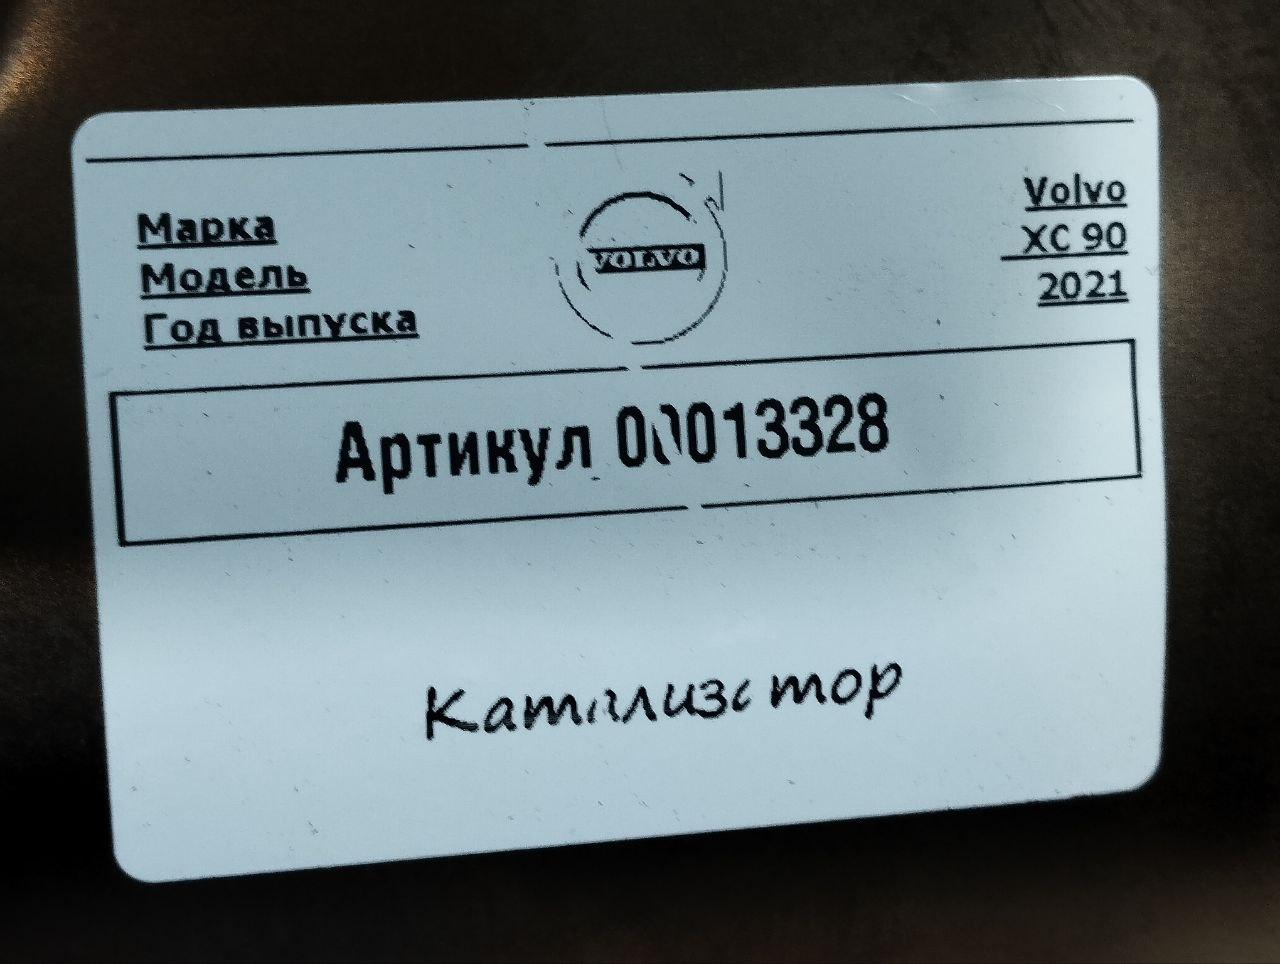 Марка Volvo
Модель XC 90
Год выпуска 2021
VOLVO
Артикул 00013328
Катализатор